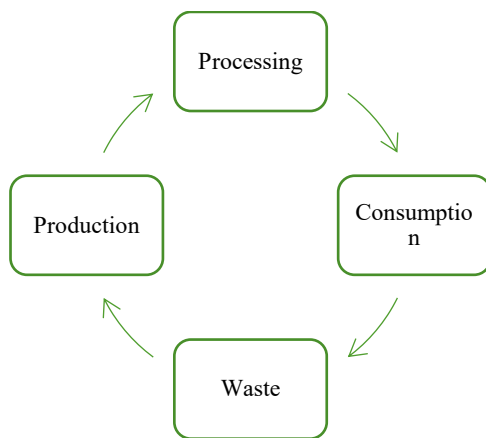 Processing
Production
Consumptio
n
Waste